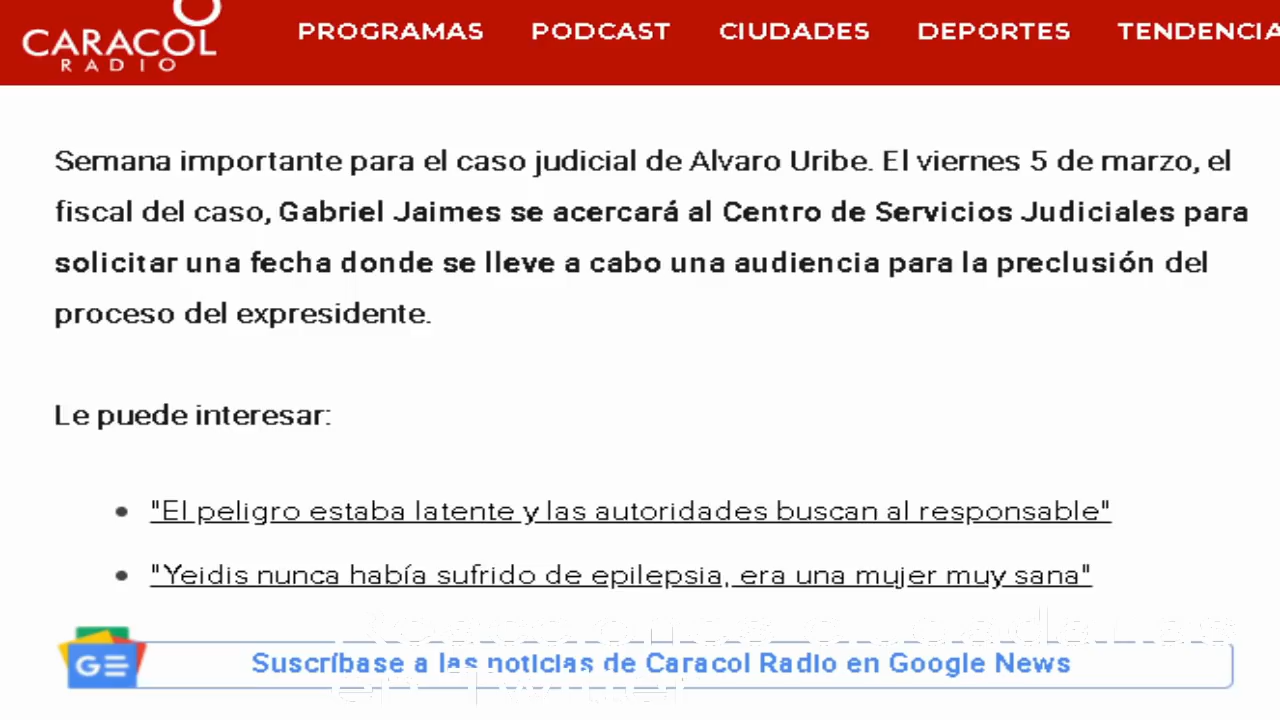 CARACOL
RADIO
PROGRAMAS PODCAST CIUDADES DEPORTES TENDENCIA
Semana importante para el caso judicial de Alvaro Uribe. El viernes 5 de marzo, el
fiscal del caso, Gabriel Jaimes se acercará al Centro de Servicios Judiciales para
solicitar una fecha donde se lleve a cabo una audiencia para la preclusión del
proceso del expresidente.
Le puede interesar:
"El peligro estaba latente y las autoridades buscan al responsable"
"Yeidis nunca había sufrido de epilepsia, era una mujer muy sana"
GE
Suscríbase a las noticias de Caracol Radio en Google News
en Twitter